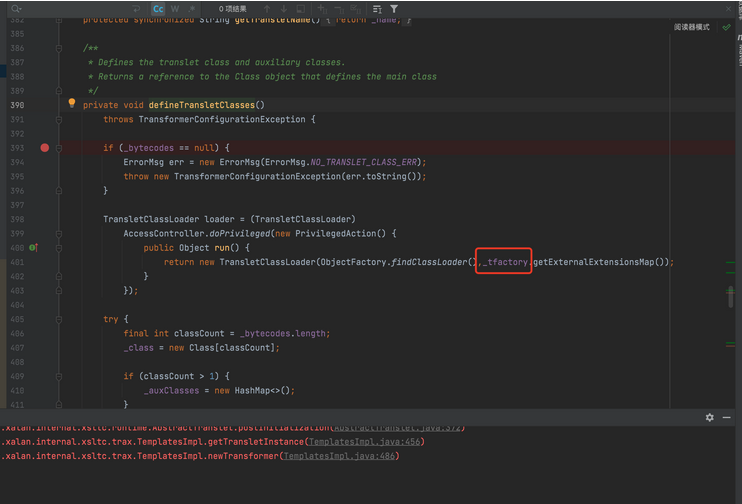 Cc W .* 0 项结果
382 protected synchronized String getTransletName() { return _name; }
阅读器模式
385
386 /**
387 * Defines the translet class and auxiliary classes.
388 * Returns a reference to the Class object that defines the main class
389 */
390 private void defineTransletClasses()
391 throws TransformerConfigurationException {
392
393 if (_bytecodes == null) {
394 ErrorMsg err = new ErrorMsg(ErrorMsg.NO_TRANSLET_CLASS_ERR);
395 throw new TransformerConfigurationException(err.toString());
396 }
397
398 TransletClassLoader loader = (TransletClassLoader)
399 AccessController.doPrivileged(new PrivilegedAction() {
400 public Object run() {
401 return new TransletClassLoader(ObjectFactory.findClassLoader(),_tfactory.getExternalExtensionsMap());
402 }
403 });
404
405 try {
406 final int classCount = _bytecodes.length;
407 _class = new Class[classCount];
408
409 if (classCount > 1) {
410 _auxClasses = new HashMap<>();
411 }
.xalan.internal.xsltc.runtime.AbstractTranslet.postInitialization(AbstractTranslet.java:372)
.xalan.internal.xsltc.trax.TemplatesImpl.getTransletInstance(TemplatesImpl.java:456)
.xalan.internal.xsltc.trax.TemplatesImpl.newTransformer(TemplatesImpl.java:486)